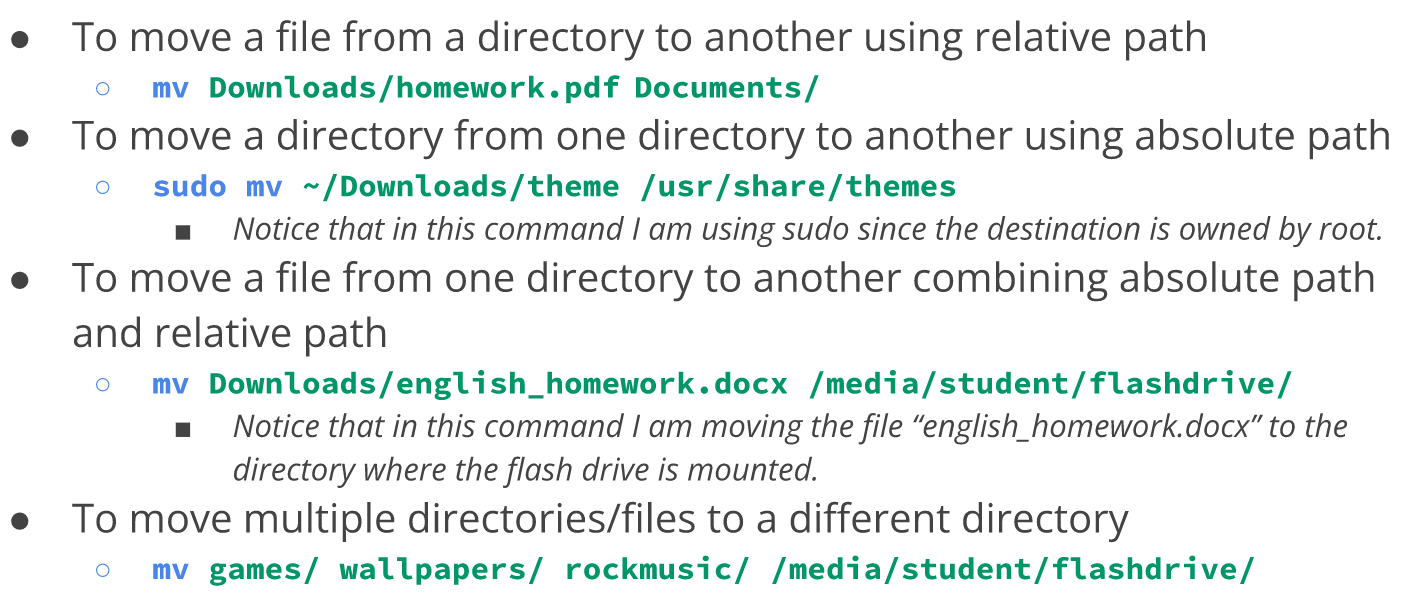 ● To move a file from a directory to another using relative path
○ mv Downloads/homework.pdf Documents/
● To move a directory from one directory to another using absolute path
○ sudo mv ~/Downloads/theme /usr/share/themes
■ Notice that in this command I am using sudo since the destination is owned by root.
● To move a file from one directory to another combining absolute path
and relative path
○ mv Downloads/english_homework.docx /media/student/flashdrive/
■ Notice that in this command I am moving the file “english_homework.docx” to the
directory where the flash drive is mounted.
● To move multiple directories/files to a different directory
○ mv games/ wallpapers/ rockmusic/ /media/student/flashdrive/